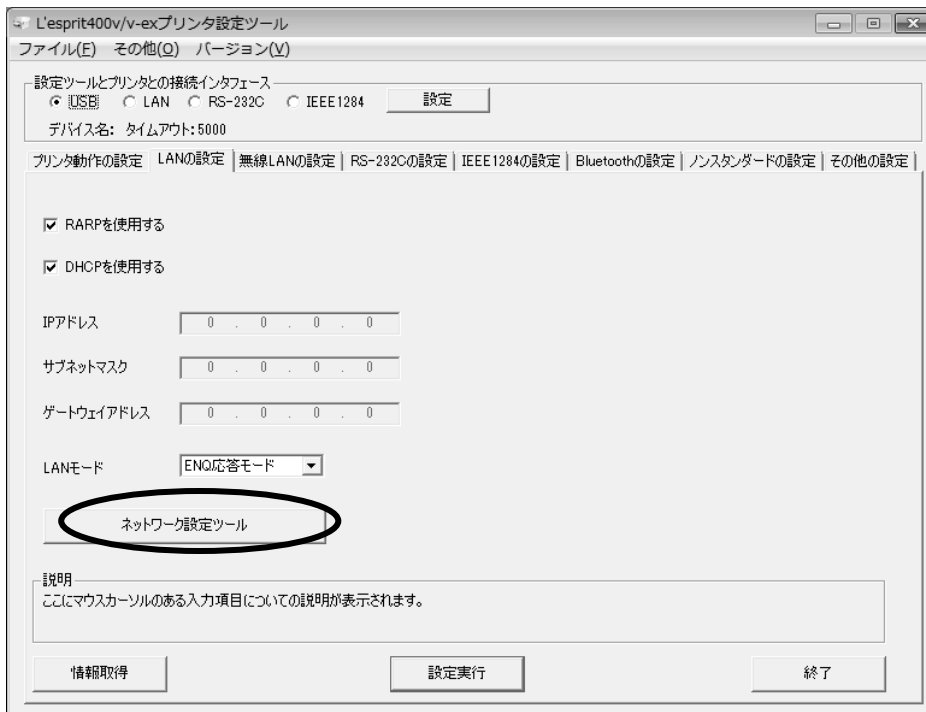 L'esprit400v/v-exプリンタ設定ツール
ファイル(F) その他(O) バージョン(V)
設定ツールとプリンタとの接続インタフェース
USB LAN RS-232C IEEE1284 設定
デバイス名: タイムアウト:5000
プリンタ動作の設定 LANの設定 無線LANの設定 RS-232Cの設定 IEEE1284の設定 Bluetoothの設定 ノンスタンダードの設定 その他の設定
RARPを使用する
DHCPを使用する
IPアドレス 0 . 0 . 0 . 0
サブネットマスク 0 . 0 . 0 . 0
ゲートウェイアドレス 0 . 0 . 0 . 0
LANモード ENQ応答モード
ネットワーク設定ツール
説明
ここにマウスカーソルのある入力項目についての説明が表示されます。
情報取得 設定実行 終了